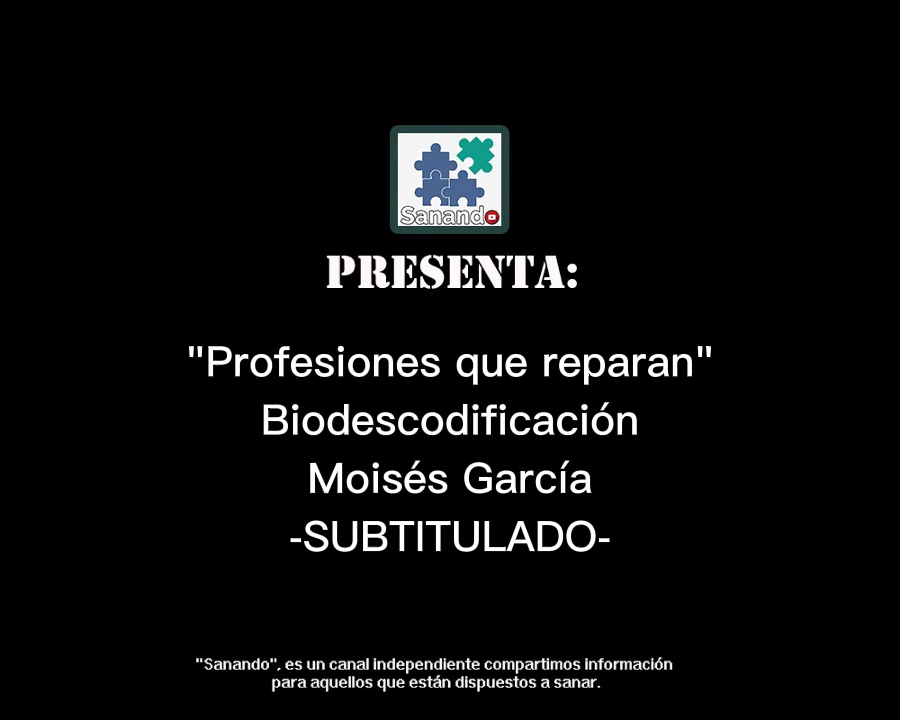 Sanando
PRESENTA:
"Profesiones que reparan"
Biodescodificación
Moisés García
-SUBTITULADO-
"Sanando", es un canal independiente compartimos información
para aquellos que están dispuestos a sanar.